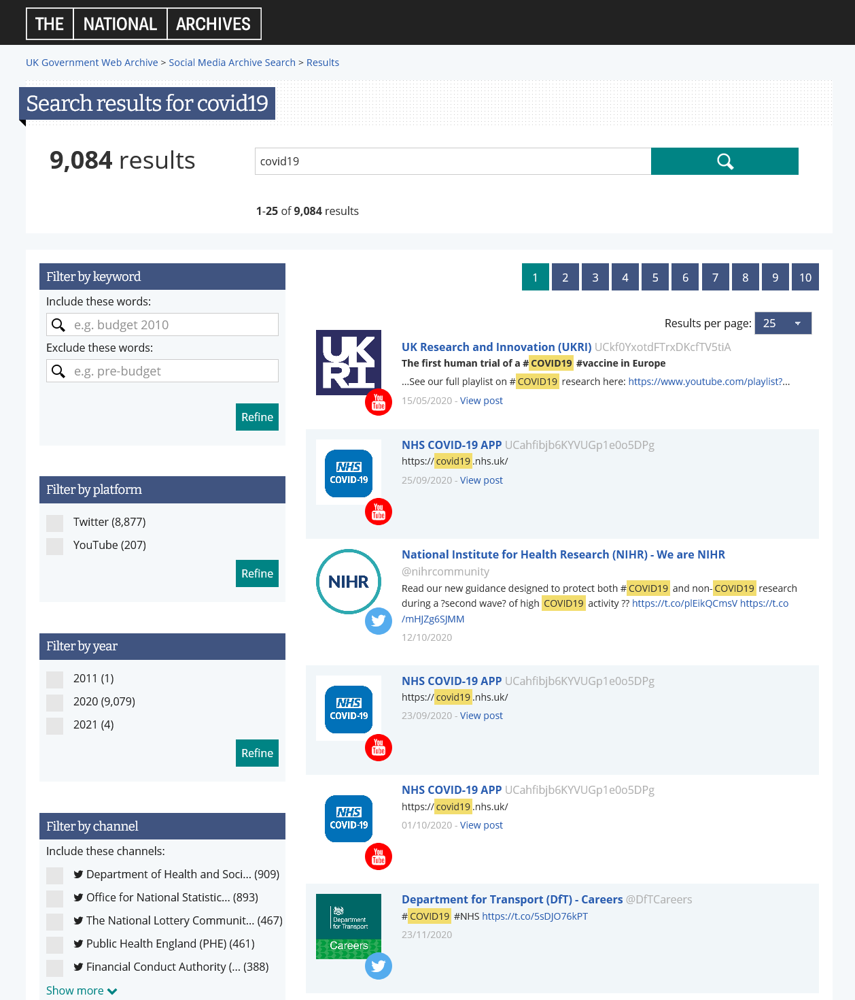 THE NATIONAL ARCHIVES
UK Government Web Archive > Social Media Archive Search > Results
Search results for covid19
9,084 results
covid19
1-25 of 9,084 results
Filter by keyword
Include these words:
e.g. budget 2010
Exclude these words:
e.g. pre-budget
Refine
Filter by platform
Twitter (8,877)
YouTube (207)
Refine
Filter by year
2011 (1)
2020 (9,079)
2021 (4)
Refine
Filter by channel
Include these channels:
Department of Health and Soci... (909)
Office for National Statistic... (893)
The National Lottery Communit... (467)
Public Health England (PHE) (461)
Financial Conduct Authority (... (388)
Show more
1 2 3 4 5 6 7 8 9 10
Results per page: 25
UK
RI
You
Tube
UK Research and Innovation (UKRI) UCkf0YxotdFTrxDKcfTV5tiA
The first human trial of a #COVID19 #vaccine in Europe
...See our full playlist on #COVID19 research here: https://www.youtube.com/playlist?...
15/05/2020 - View post
NHS
COVID-19
You
Tube
NHS COVID-19 APP UCahfibjb6KYVUGp1e0o5DPg
https://covid19.nhs.uk/
25/09/2020 - View post
NIHR
National Institute for Health Research (NIHR) - We are NIHR
@nihrcommunity
Read our new guidance designed to protect both #COVID19 and non-COVID19 research
during a ?second wave? of high COVID19 activity ?? https://t.co/plEikQCmsV https://t.co
/mHJZg6SJMM
12/10/2020
NHS
COVID-19
You
Tube
NHS COVID-19 APP UCahfibjb6KYVUGp1e0o5DPg
https://covid19.nhs.uk/
23/09/2020 - View post
NHS
COVID-19
You
Tube
NHS COVID-19 APP UCahfibjb6KYVUGp1e0o5DPg
https://covid19.nhs.uk/
01/10/2020 - View post
Department
for Transport
Careers
Department for Transport (DfT) - Careers @DfTCareers
#COVID19 #NHS https://t.co/5sDJO76kPT
23/11/2020